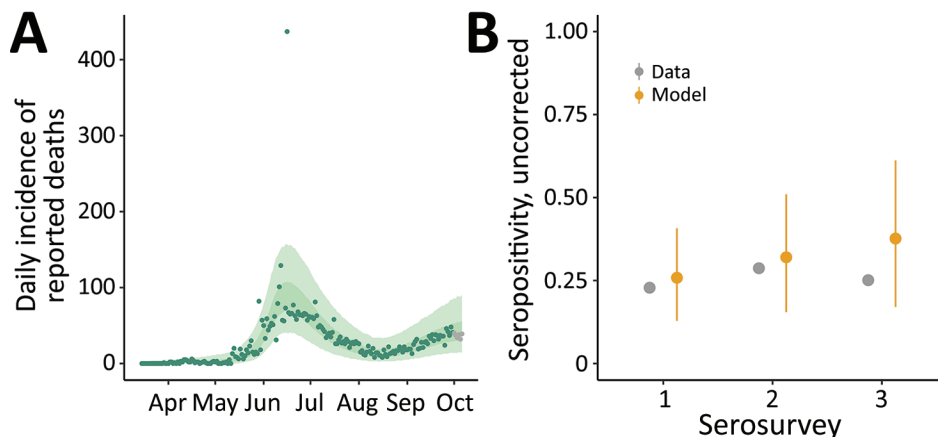 A
Daily incidence of
reported deaths
400
300
200
100
0
Apr May Jun Jul Aug Sep Oct
B
Seropositivity, uncorrected
1.00
0.75
0.50
0.25
0
Data
Model
1 2 3
Serosurvey